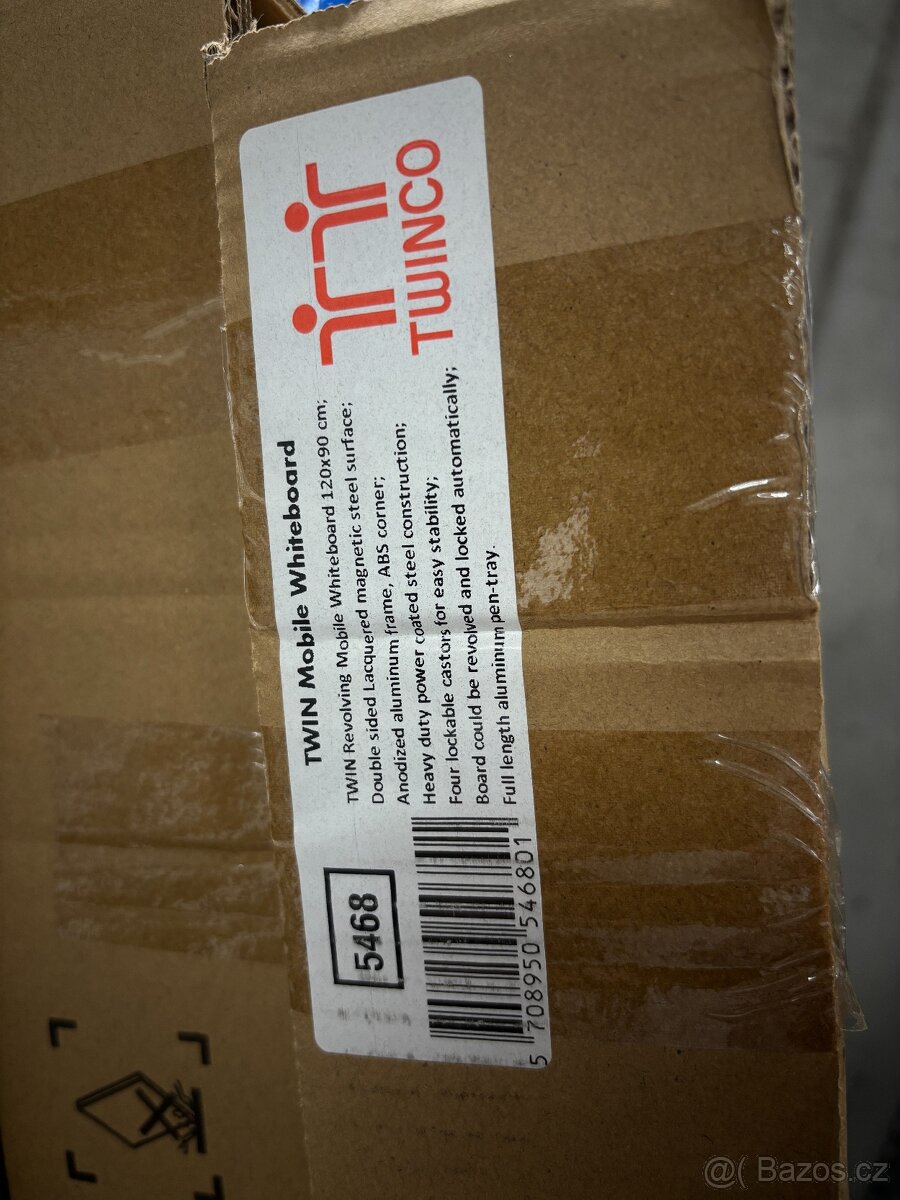 TWINCO
TWIN Mobile Whiteboard
TWIN Revolving Mobile Whiteboard 120x90 cm;
Double sided Lacquered magnetic steel surface;
Anodized aluminum frame, ABS corner;
Heavy duty power coated steel construction;
Four lockable castors for easy stability;
Board could be revolved and locked automatically;
Full length aluminum pen-tray.
5468
5 708950 546801
@( Bazos.cz